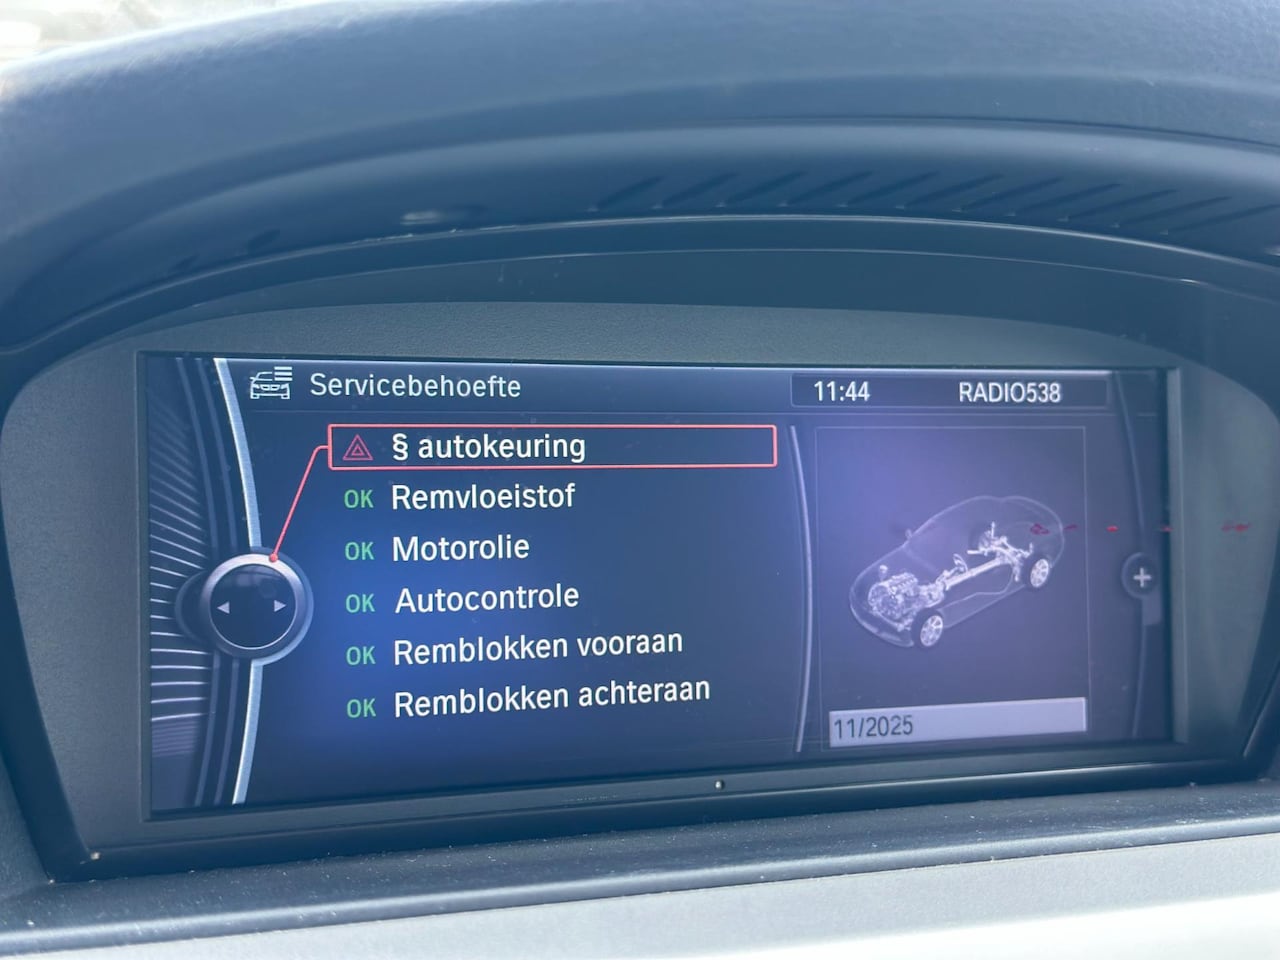 Servicebehoefte
11:44 RADIO538
§ autokeuring
OK Remvloeistof
OK Motorolie
OK Autocontrole
OK Remblokken vooraan
OK Remblokken achteraan
11/2025